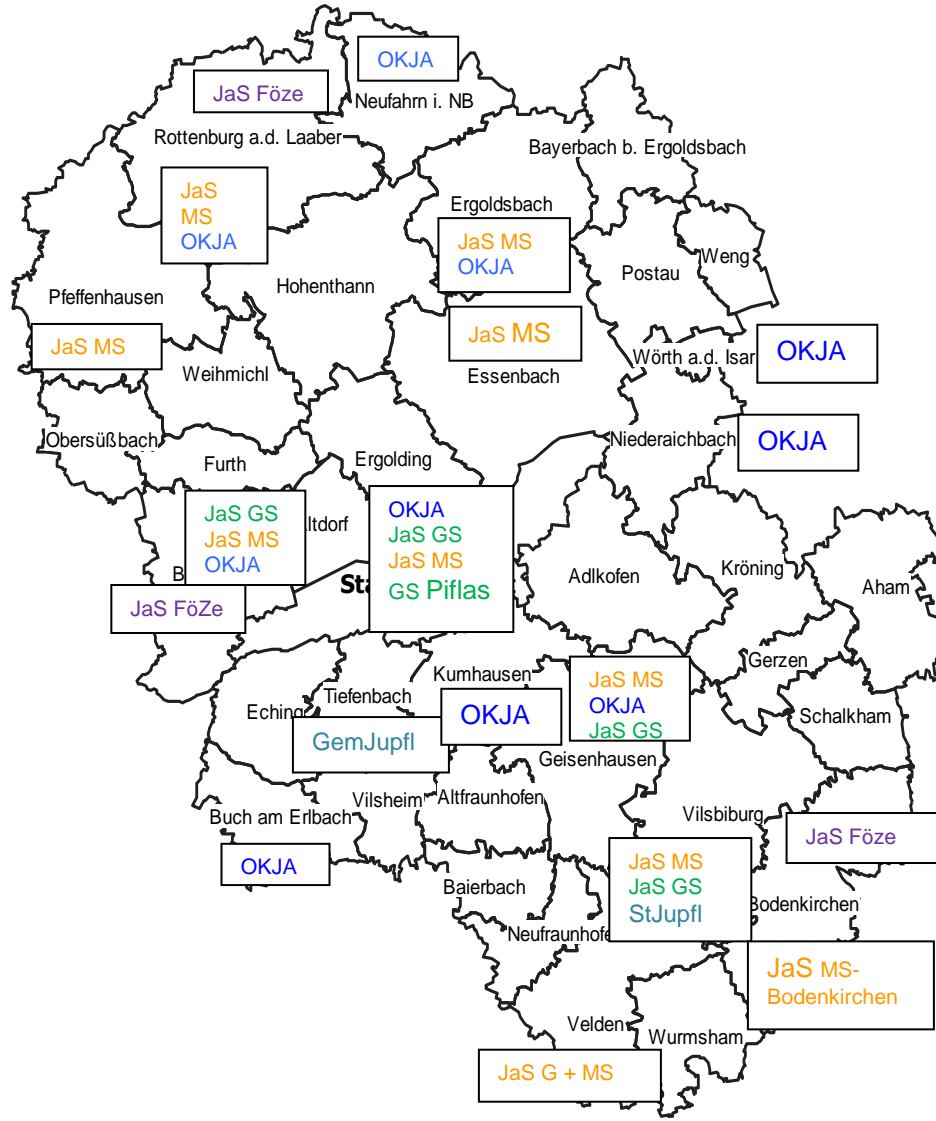 OKJA
JaS Föze
Neufahrn i. NB
Rottenburg a.d. Laaber
Bayerbach b. Ergoldsbach
JaS
MS
OKJA
Ergoldsbach
JaS MS
OKJA
Weng
Postau
Hohenthann
Pfeffenhausen
JaS MS
JaS MS
Wörth a.d. Isar
OKJA
Weihmichl
Essenbach
Obersüßbach
Niederaichbach
OKJA
Furth
Ergolding
JaS GS
JaS MS
OKJA
ltdorf
OKJA
JaS GS
JaS MS
GS Piflas
Kröning
Adlkofen
Aham
B
Sta
JaS FöZe
Gerzen
Kumhausen
JaS MS
OKJA
JaS GS
Tiefenbach
Eching
OKJA
Schalkham
GemJupfl
Geisenhausen
Vilsheim
Altfraunhofen
Buch am Erlbach
Vilsbiburg
JaS Föze
OKJA
JaS MS
JaS GS
StJupfl
Baierbach
Bodenkirchen
Neufraunhofe
JaS MS-
Bodenkirchen
Velden
Wurmsham
JaS G + MS